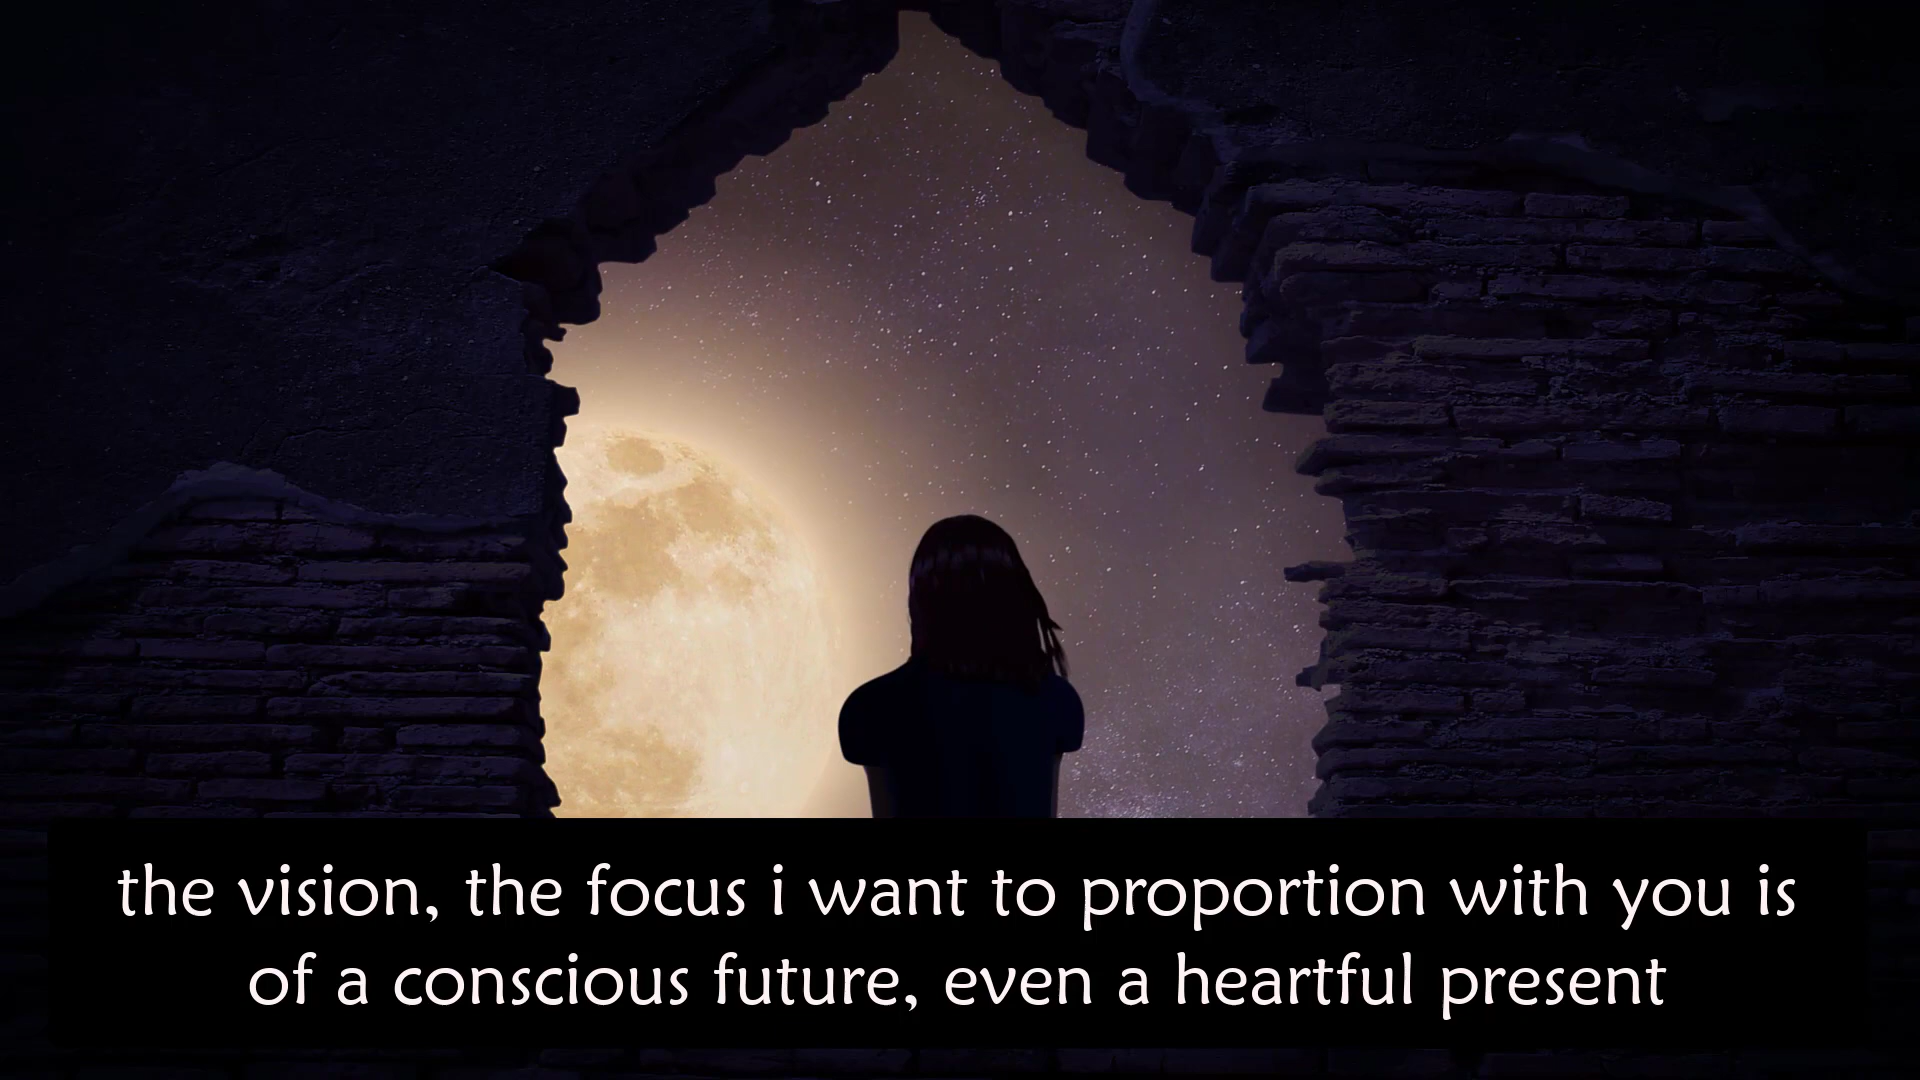 the vision, the focus i want to proportion with you is
of a conscious future, even a heartful present